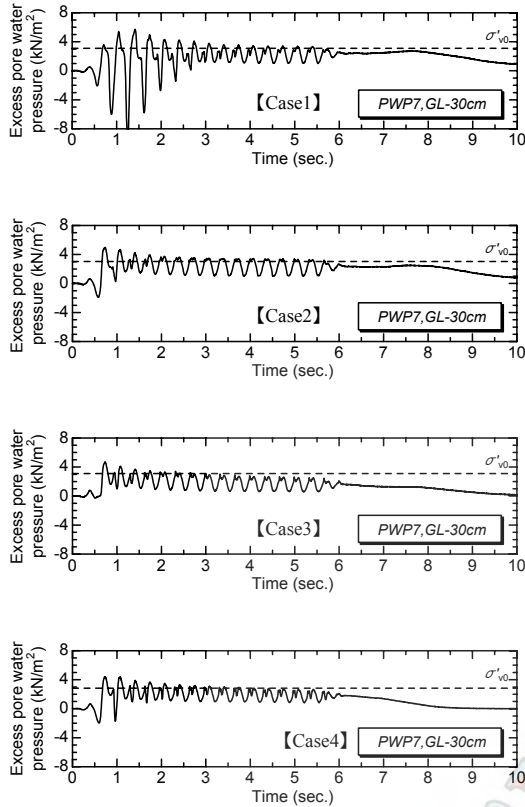 Excess pore water
pressure (kN/m²)
8
4
0
-4
-8
σ'v0
【Case1】
PWP7,GL-30cm
0 1 2 3 4 5 6 7 8 9 10
Time (sec.)
Excess pore water
pressure (kN/m²)
8
4
0
-4
-8
σ'v0
【Case2】
PWP7,GL-30cm
0 1 2 3 4 5 6 7 8 9 10
Time (sec.)
Excess pore water
pressure (kN/m²)
8
4
0
-4
-8
σ'v0
【Case3】
PWP7,GL-30cm
0 1 2 3 4 5 6 7 8 9 10
Time (sec.)
Excess pore water
pressure (kN/m²)
8
4
0
-4
-8
σ'v0
【Case4】
PWP7,GL-30cm
0 1 2 3 4 5 6 7 8 9 10
Time (sec.)